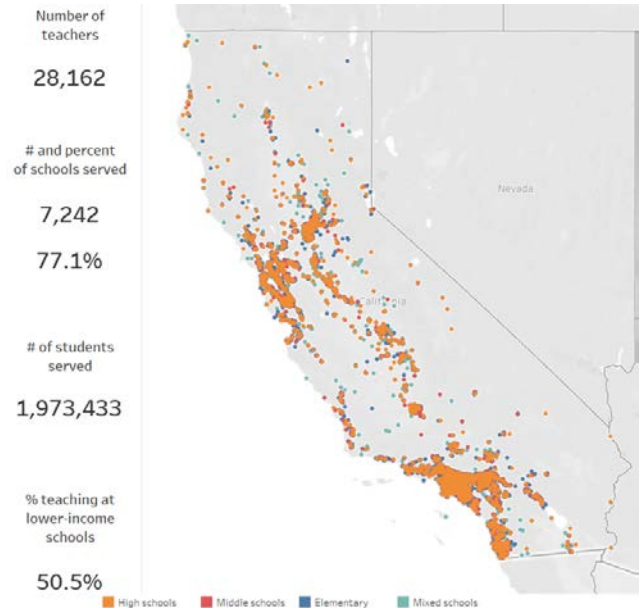 Number of
teachers
28,162
# and percent
of schools served
7,242
77.1%
# of students
served
1,973,433
% teaching at
lower-income
schools
50.5%
Nevada
California
High schools
Middle schools
Elementary
Mixed schools